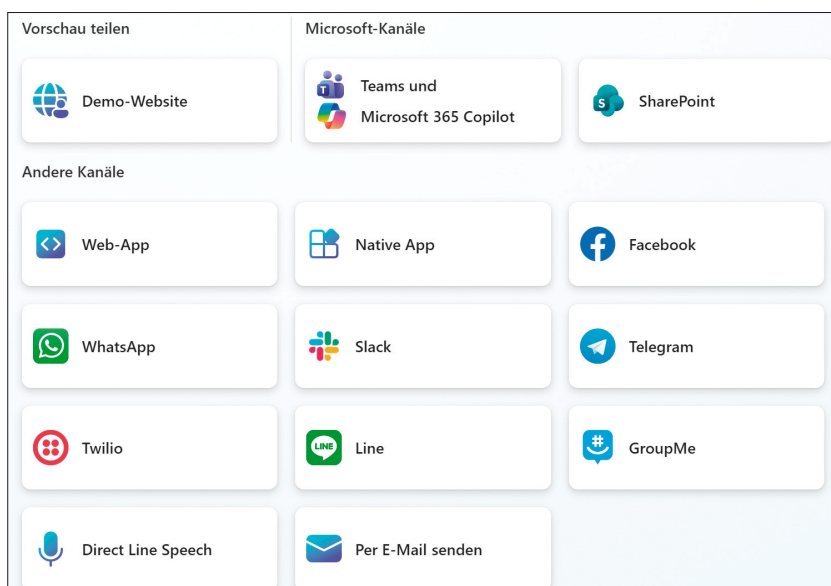 Vorschau teilen
Microsoft-Kanäle
Demo-Website
T
Teams und
Microsoft 365 Copilot
S
SharePoint
Andere Kanäle
Web-App
Native App
Facebook
WhatsApp
Slack
Telegram
Twilio
LINE
Line
#
GroupMe
Direct Line Speech
Per E-Mail senden